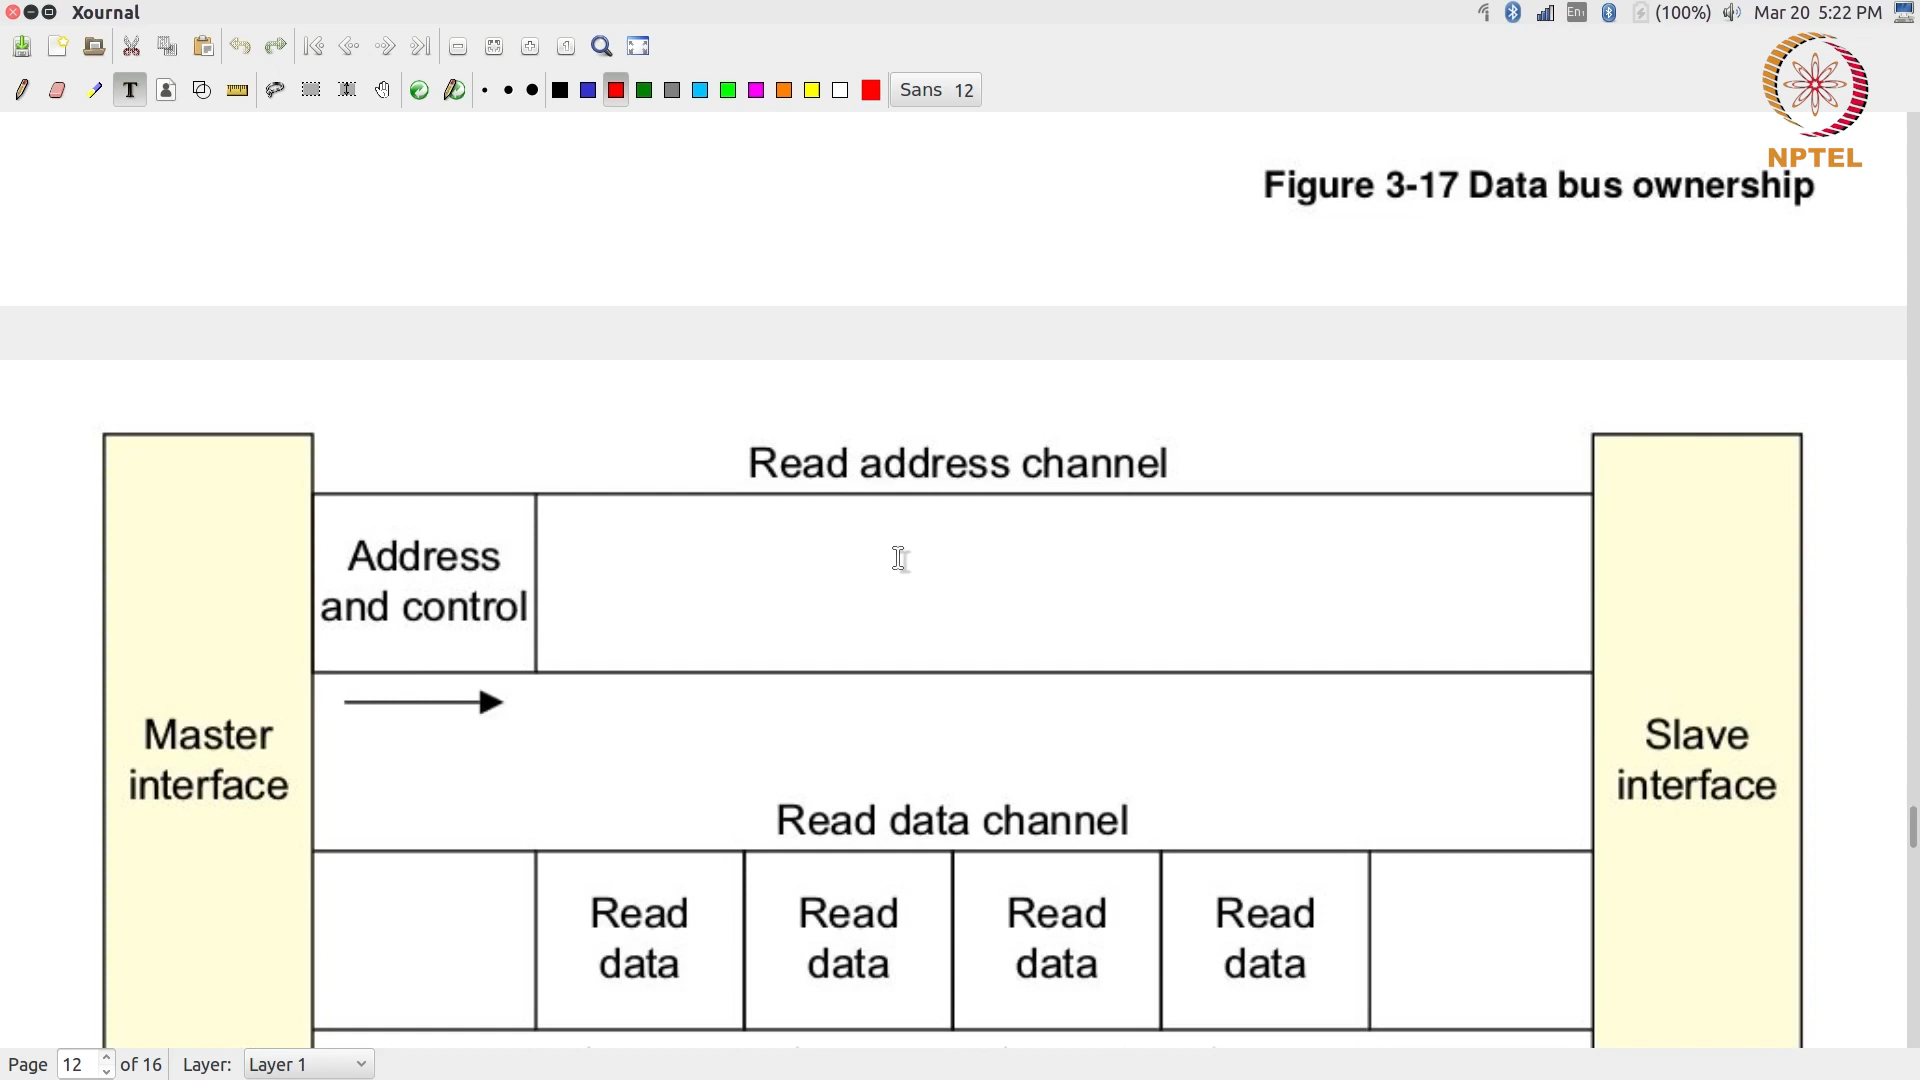 Xournal
En1
(100%)
Mar 20 5:22 PM
T
Sans 12
NPTEL
Figure 3-17 Data bus ownership
Read address channel
Address
and control
Master
interface
Slave
interface
Read data channel
Read
data
Read
data
Read
data
Read
data
Page 12 of 16 Layer: Layer 1